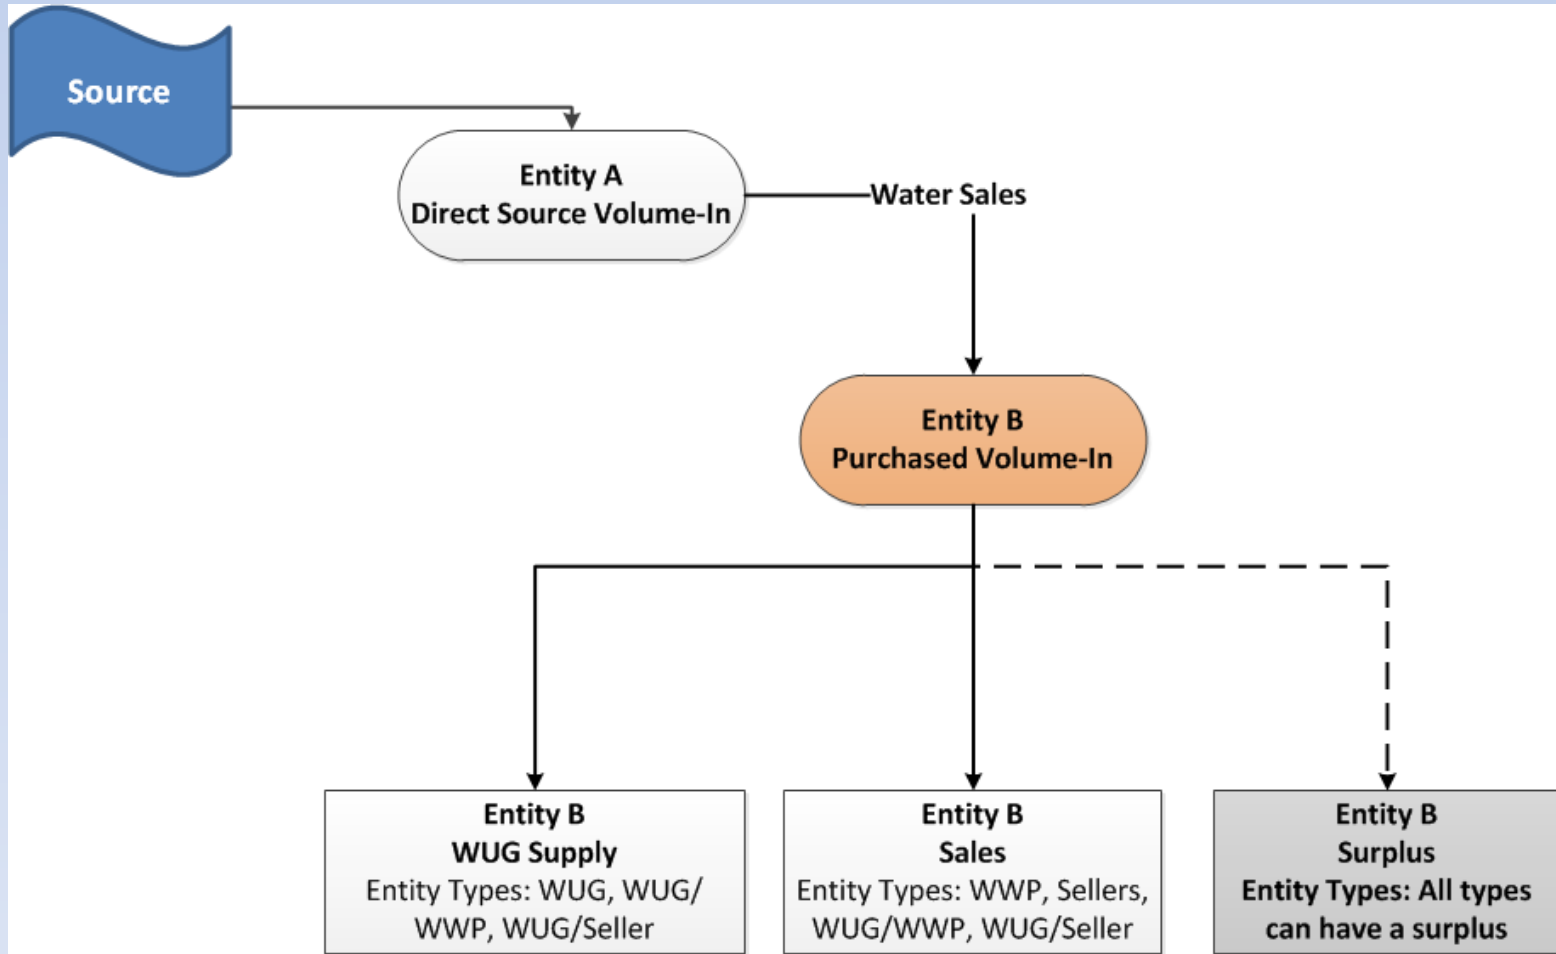 Source
Entity A
Direct Source Volume-In
Water Sales
Entity B
Purchased Volume-In
Entity B
WUG Supply
Entity Types: WUG, WUG/
WWP, WUG/Seller
Entity B
Sales
Entity Types: WWP, Sellers,
WUG/WWP, WUG/Seller
Entity B
Surplus
Entity Types: All types
can have a surplus